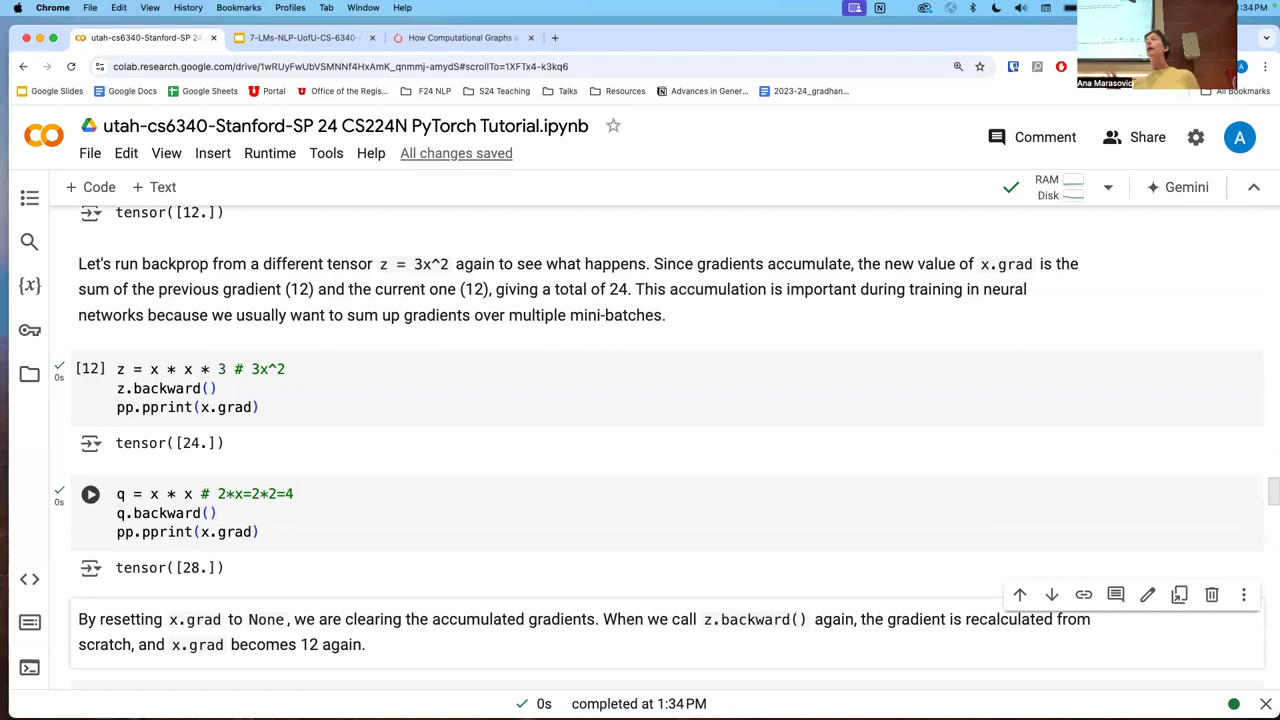 Chrome File Edit View History Bookmarks Profiles Tab Window Help
1:34 PM
utah-cs6340-Stanford-SP 24
7-LMs-NLP-UofU-CS-6340-
How Computational Graphs a
colab.research.google.com/drive/1wRUyFwUbVSMNNf4HxAmK_qnmmj-amydS#scrollTo=1XFTx4-k3kq6
Google Slides Google Docs Google Sheets Portal Office of the Registr... NLP S24 Teaching Talks Resources Advances in Gener... 2023-24_gradhan... All Bookmarks
Ana Marasović
utah-cs6340-Stanford-SP 24 CS224N PyTorch Tutorial.ipynb
Comment Share A
File Edit View Insert Runtime Tools Help All changes saved
+ Code + Text
RAM
Disk
Gemini
tensor([12.])
Let's run backprop from a different tensor z = 3x^2 again to see what happens. Since gradients accumulate, the new value of x.grad is the
sum of the previous gradient (12) and the current one (12), giving a total of 24. This accumulation is important during training in neural
networks because we usually want to sum up gradients over multiple mini-batches.
[12] z = x * x * 3 # 3x^2
0s
z.backward()
pp.pprint(x.grad)
tensor([24.])
q = x * x # 2*x=2*2=4
0s
q.backward()
pp.pprint(x.grad)
tensor([28.])
By resetting x.grad to None, we are clearing the accumulated gradients. When we call z.backward() again, the gradient is recalculated from
scratch, and x.grad becomes 12 again.
0s completed at 1:34 PM